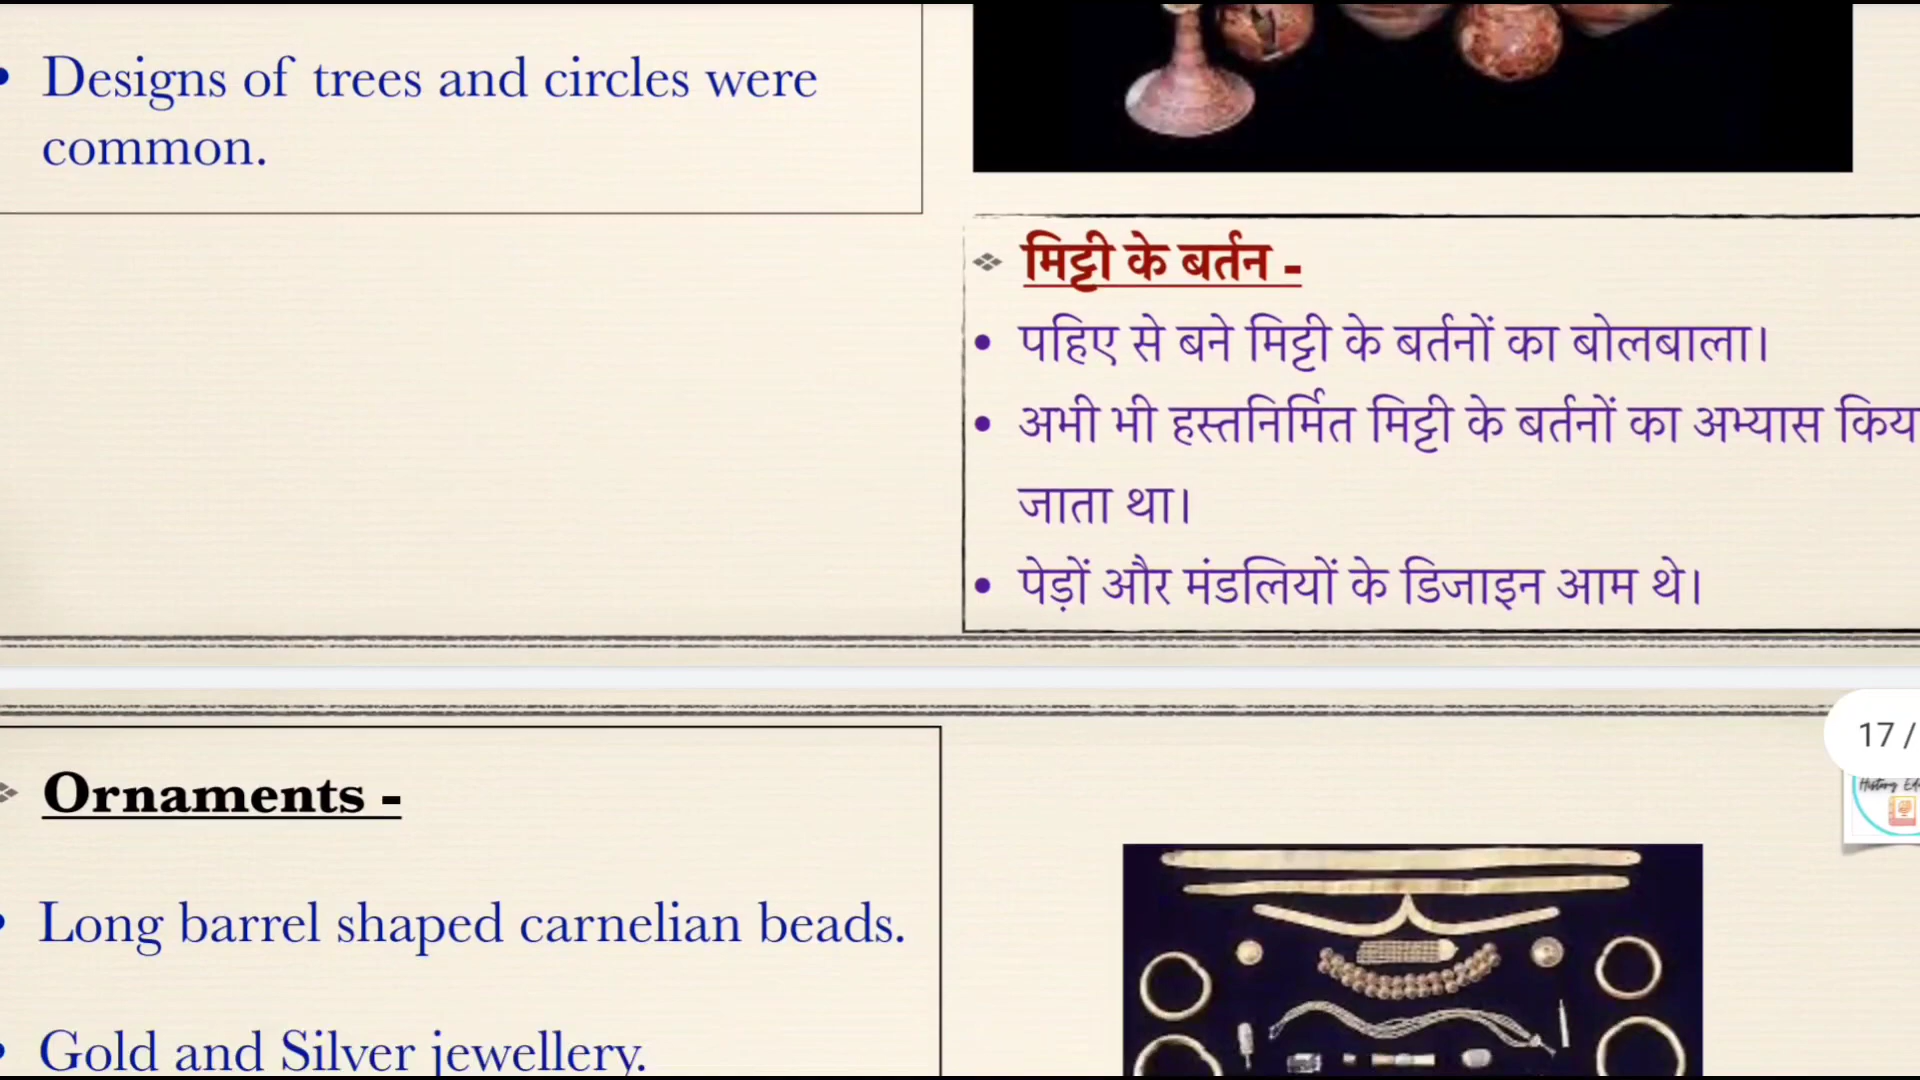 Designs of trees and circles were
common.
मिट्टी के बर्तन -
पहिए से बने मिट्टी के बर्तनों का बोलबाला।
अभी भी हस्तनिर्मित मिट्टी के बर्तनों का अभ्यास किय
जाता था।
पेड़ों और मंडलियों के डिजाइन आम थे।
17 /
History
Ornaments -
Long barrel shaped carnelian beads.
Gold and Silver jewellery.